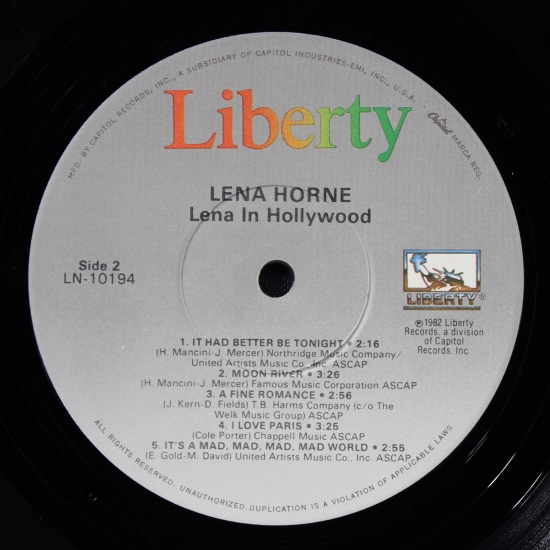 MFD. BY CAPITOL RECORDS, INC., A SUBSIDIARY OF CAPITOL INDUSTRIES-EMI, INC., U.S.A. - Capitol MARCA REG.
Liberty
LENA HORNE
Lena In Hollywood
Side 2
LN-10194
LIBERTY®
℗1982 Liberty
Records, a division
of Capitol
Records, Inc
1. IT HAD BETTER BE TONIGHT • 2:16
(H. Mancini-J. Mercer) Northridge Music Company/
United Artists Music Co., Inc. ASCAP
2. MOON RIVER • 3:26
(H. Mancini-J. Mercer) Famous Music Corporation ASCAP
3. A FINE ROMANCE • 2:56
(J. Kern-D. Fields) T.B. Harms Company (c/o The
Welk Music Group) ASCAP
4. I LOVE PARIS • 3:25
(Cole Porter) Chappell Music ASCAP
5. IT'S A MAD, MAD, MAD, MAD WORLD • 2:55
(E. Gold-M. David) United Artists Music Co., Inc. ASCAP
ALL RIGHTS RESERVED. UNAUTHORIZED DUPLICATION IS A VIOLATION OF APPLICABLE LAWS